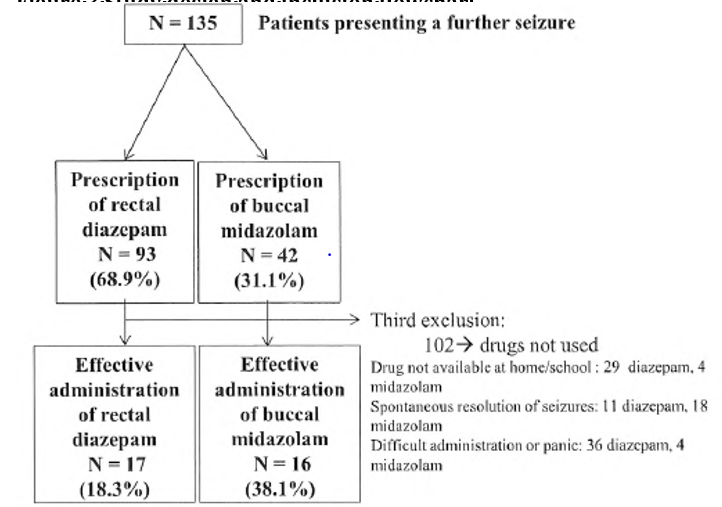 N = 135
Patients presenting a further seizure
Prescription
of rectal
diazepam
N = 93
(68.9%)
Prescription
of buccal
midazolam
N = 42
(31.1%)
Third exclusion:
102→ drugs not used
Drug not available at home/school : 29 diazepam, 4
midazolam
Spontaneous resolution of seizures: 11 diazepam, 18
midazolam
Difficult administration or panic: 36 diazepam, 4
midazolam
Effective
administration
of rectal
diazepam
N = 17
(18.3%)
Effective
administration
of buccal
midazolam
N = 16
(38.1%)